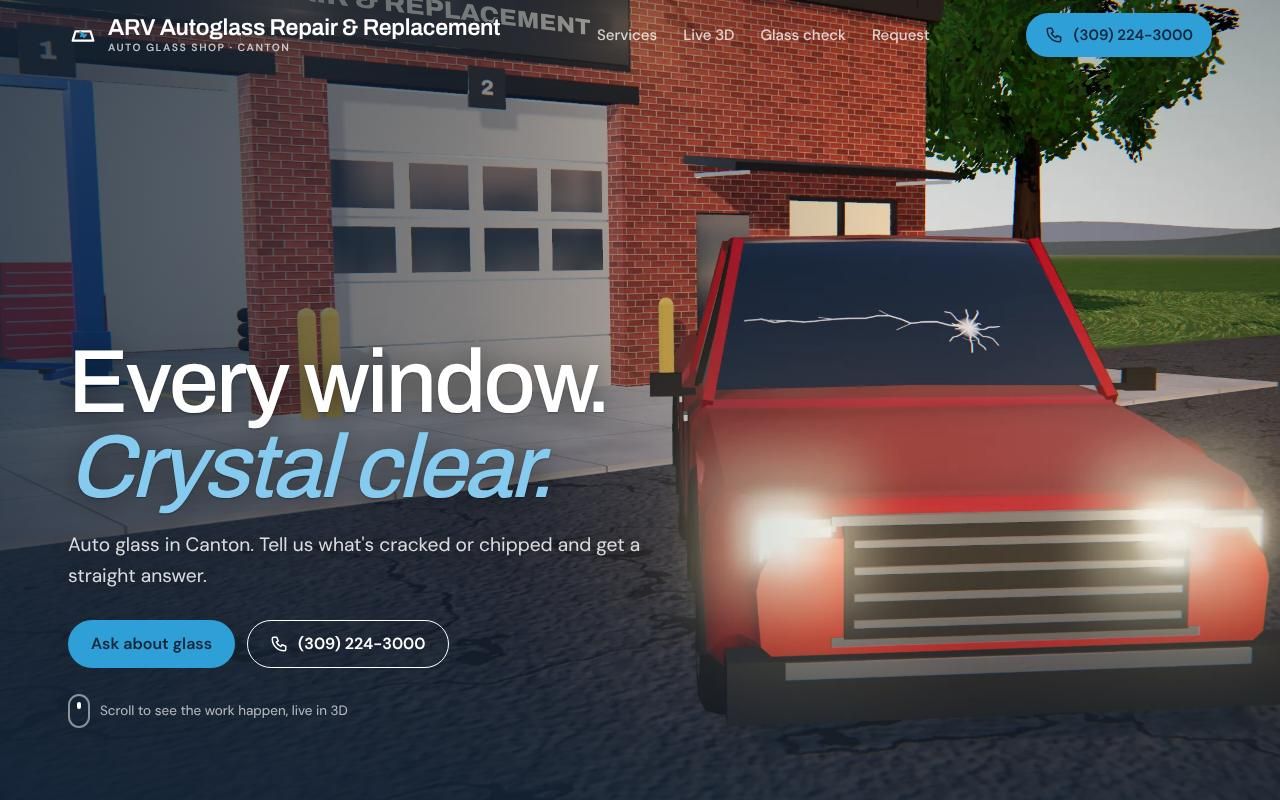 R & REPLACEMENT
ARV Autoglass Repair & Replacement
AUTO GLASS SHOP · CANTON
Services
Live 3D
Glass check
Request
(309) 224-3000
1
2
Every window.
Crystal clear.
Auto glass in Canton. Tell us what's cracked or chipped and get a
straight answer.
Ask about glass
(309) 224-3000
Scroll to see the work happen, live in 3D